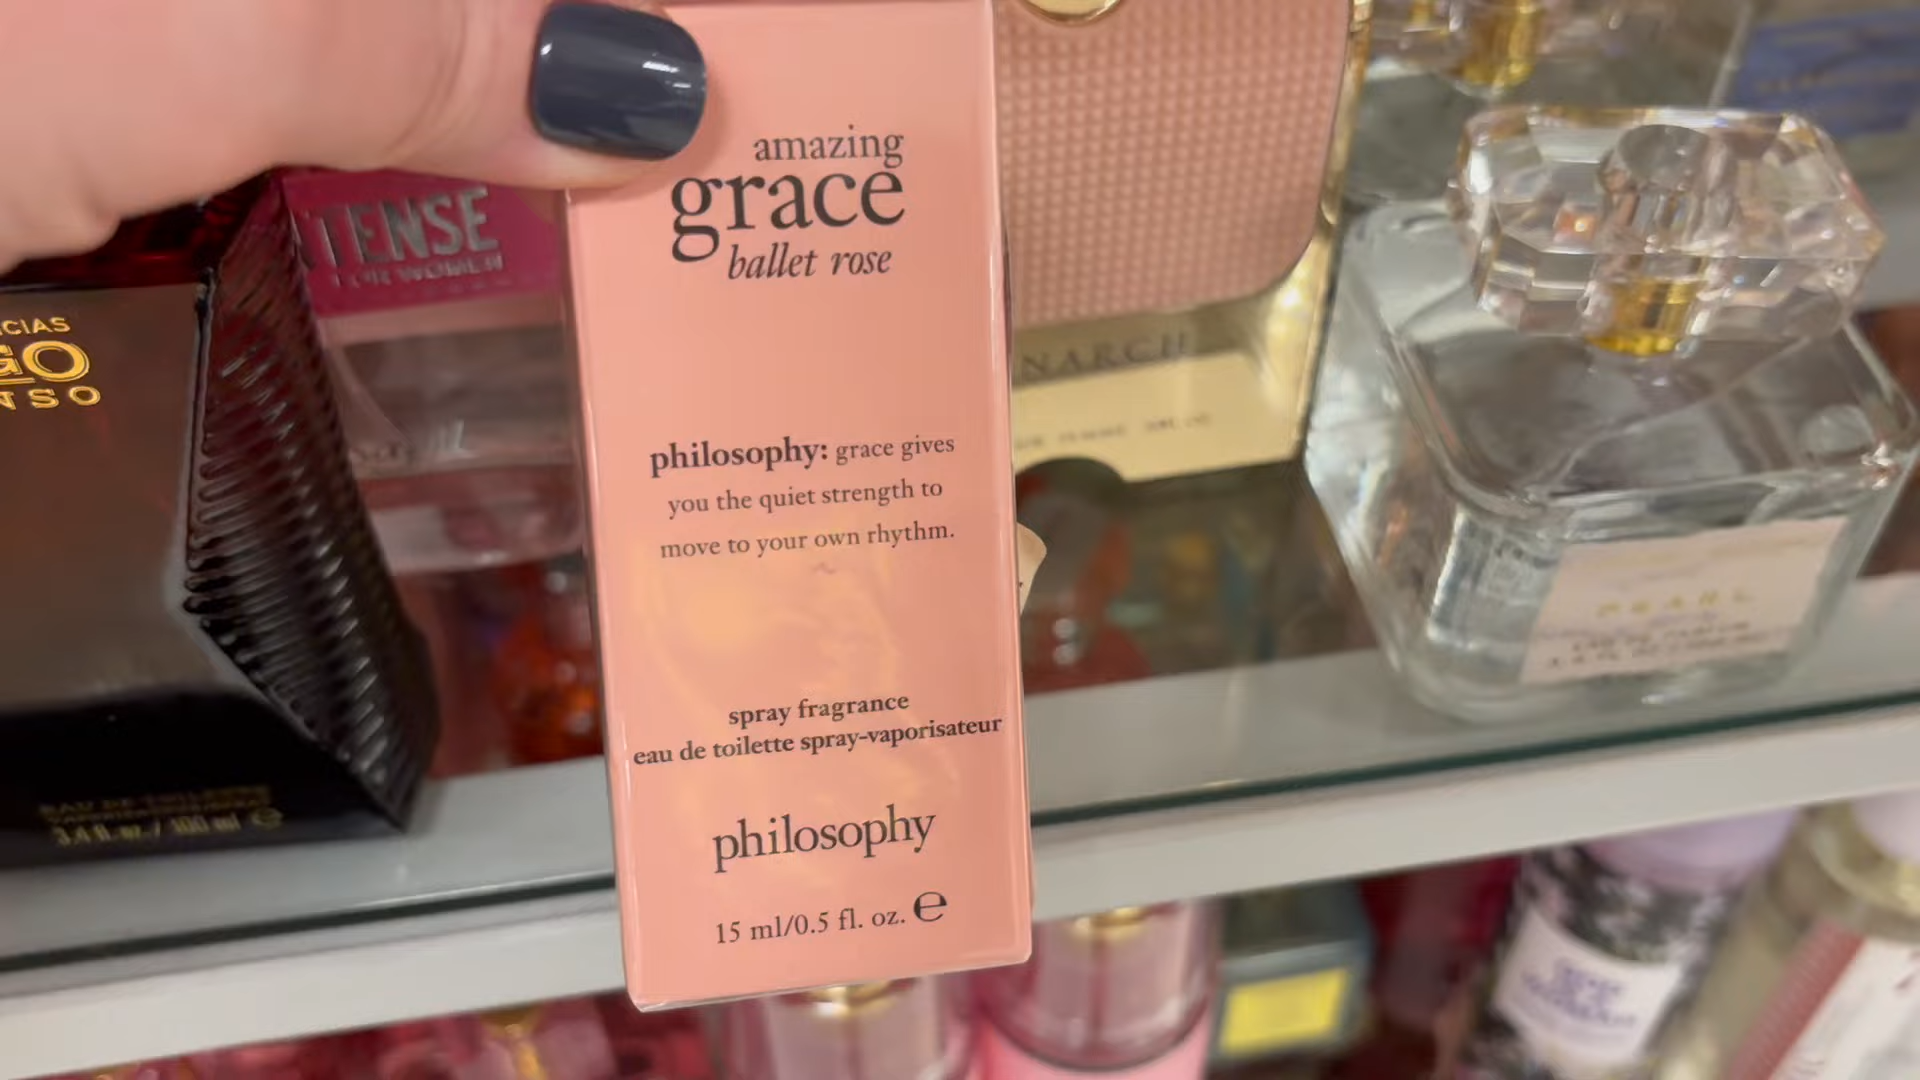 amazing
grace
ballet rose
philosophy: grace gives
you the quiet strength to
move to your own rhythm.
spray fragrance
eau de toilette spray-vaporisateur
philosophy
15 ml/0.5 fl. oz. ℮
TENSE
FOR WOMEN
CIAS
GO
NSO
3.4 fl. oz. / 100 ml ℮
NARCH
PEARL